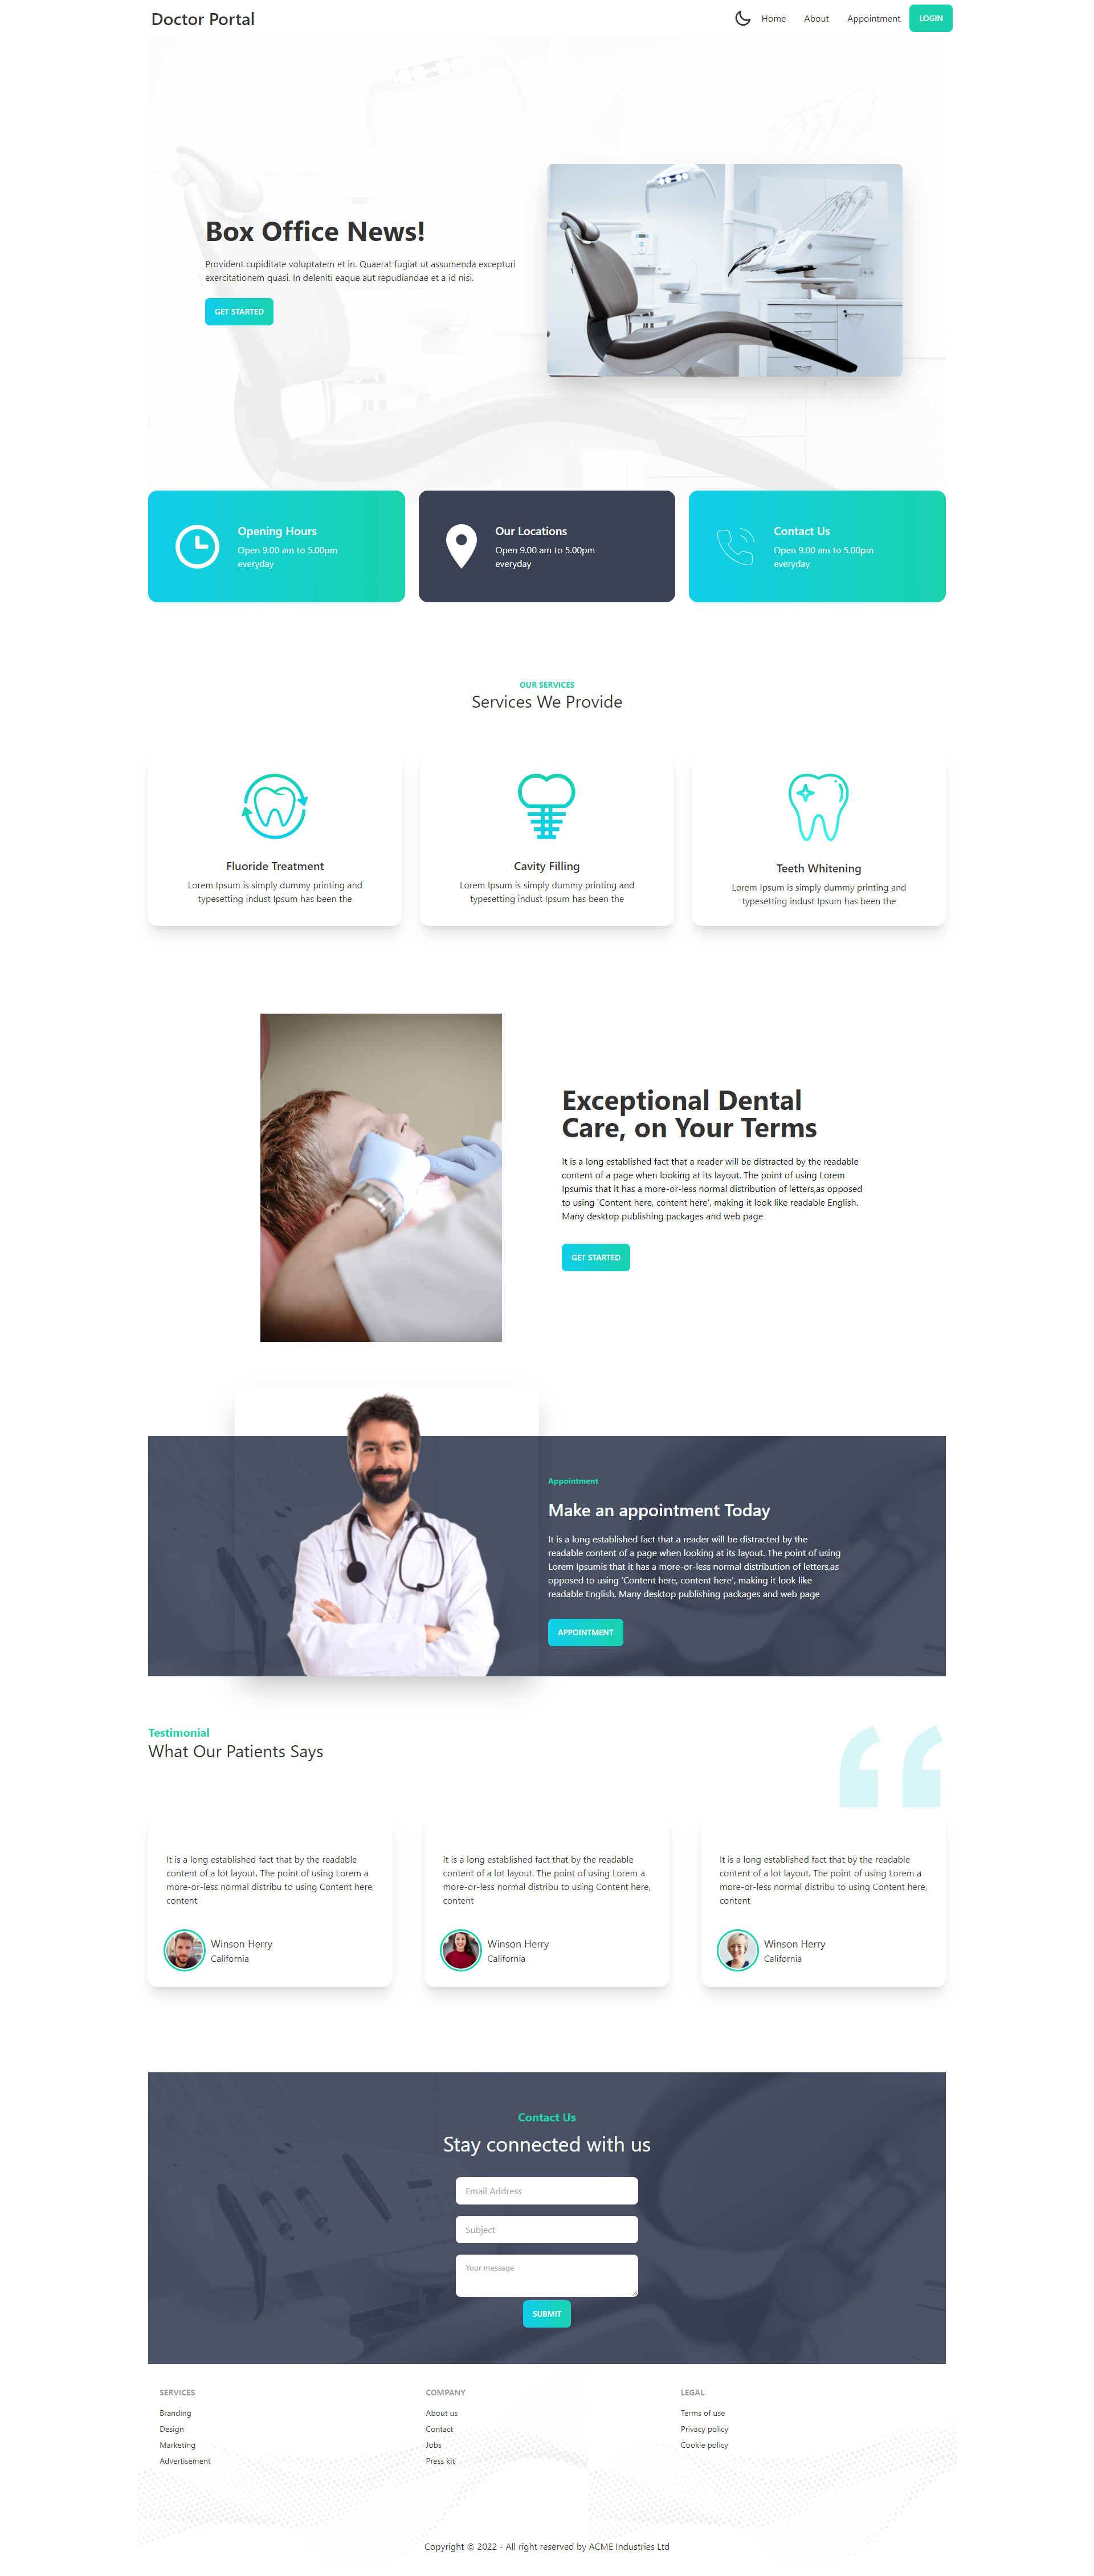 Doctor Portal
Home
About
Appointment
LOGIN
Box Office News!
Provident cupiditate voluptatem et in. Quaerat fugiat ut assumenda excepturi
exercitationem quasi. In deleniti eaque aut repudiandae et a id nisi.
GET STARTED
Opening Hours
Open 9.00 am to 5.00pm
everyday
Our Locations
Open 9.00 am to 5.00pm
everyday
Contact Us
Open 9.00 am to 5.00pm
everyday
OUR SERVICES
Services We Provide
Fluoride Treatment
Lorem Ipsum is simply dummy printing and
typesetting indust Ipsum has been the
Cavity Filling
Lorem Ipsum is simply dummy printing and
typesetting indust Ipsum has been the
Teeth Whitening
Lorem Ipsum is simply dummy printing and
typesetting indust Ipsum has been the
Exceptional Dental
Care, on Your Terms
It is a long established fact that a reader will be distracted by the readable
content of a page when looking at its layout. The point of using Lorem
Ipsumis that it has a more-or-less normal distribution of letters,as opposed
to using 'Content here, content here', making it look like readable English.
Many desktop publishing packages and web page
GET STARTED
Appointment
Make an appointment Today
It is a long established fact that a reader will be distracted by the
readable content of a page when looking at its layout. The point of using
Lorem Ipsumis that it has a more-or-less normal distribution of letters,as
opposed to using 'Content here, content here', making it look like
readable English. Many desktop publishing packages and web page
APPOINTMENT
Testimonial
What Our Patients Says
It is a long established fact that by the readable
content of a lot layout. The point of using Lorem a
more-or-less normal distribu to using Content here,
content
Winson Herry
California
It is a long established fact that by the readable
content of a lot layout. The point of using Lorem a
more-or-less normal distribu to using Content here,
content
Winson Herry
California
It is a long established fact that by the readable
content of a lot layout. The point of using Lorem a
more-or-less normal distribu to using Content here,
content
Winson Herry
California
Contact Us
Stay connected with us
Email Address
Subject
Your message
SUBMIT
SERVICES
Branding
Design
Marketing
Advertisement
COMPANY
About us
Contact
Jobs
Press kit
LEGAL
Terms of use
Privacy policy
Cookie policy
Copyright © 2022 - All right reserved by ACME Industries Ltd